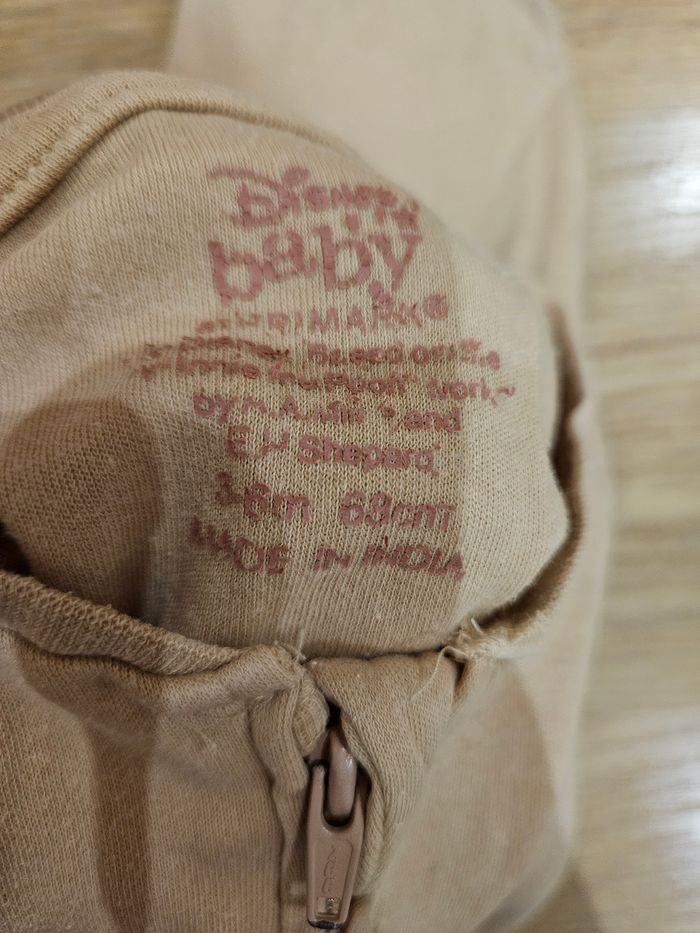 Disney
baby
PRIMARK©
Disney Based on the
"Winnie the Pooh" works
by A.A. Milne and
E.H Shepard
3-6m 68cm
MADE IN INDIA